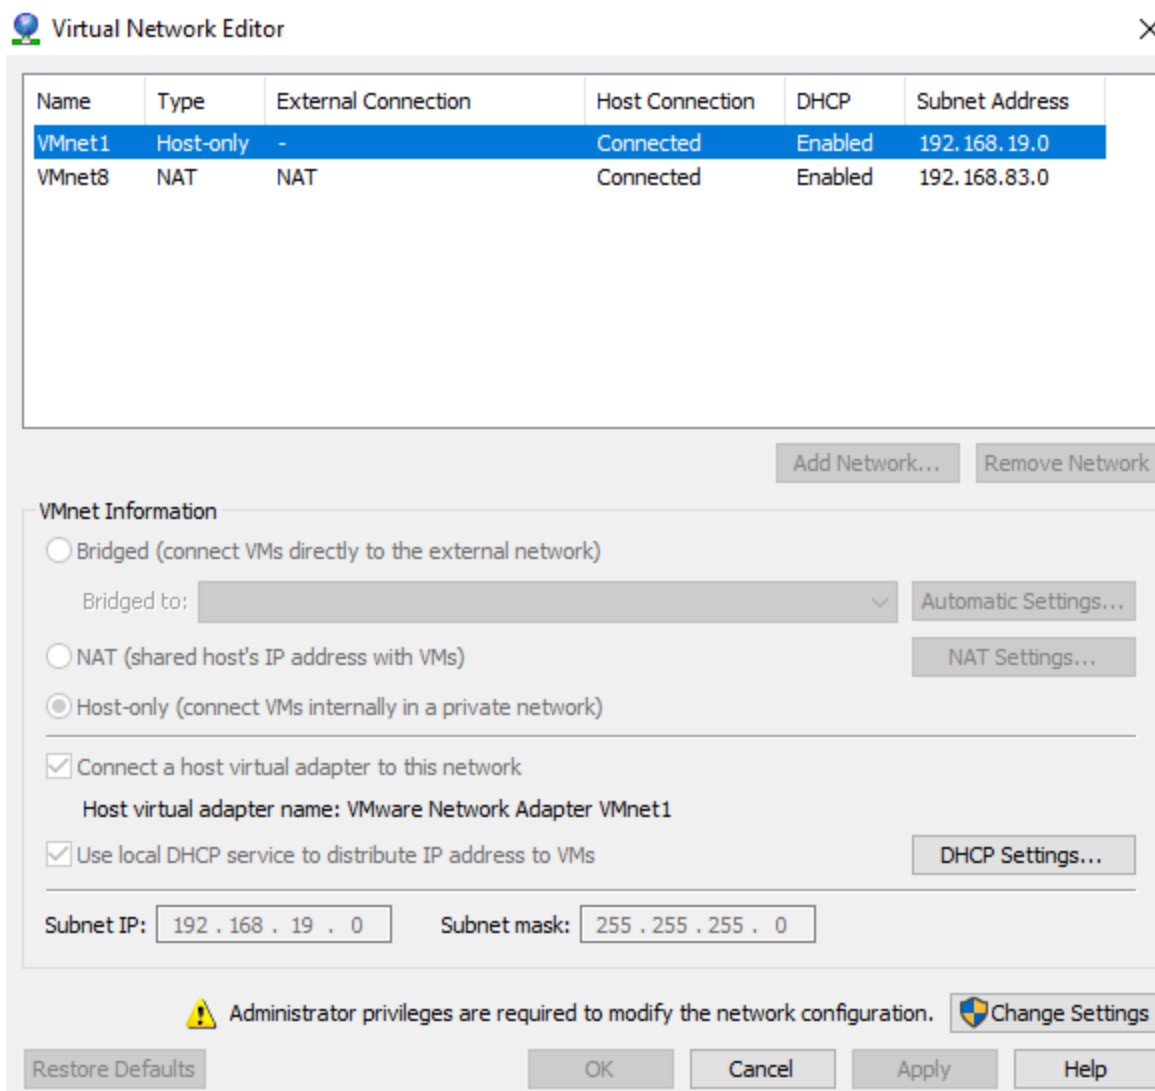 Virtual Network Editor
Name Type External Connection Host Connection DHCP Subnet Address
VMnet1 Host-only - Connected Enabled 192.168.19.0
VMnet8 NAT NAT Connected Enabled 192.168.83.0
Add Network... Remove Network
VMnet Information
Bridged (connect VMs directly to the external network)
Bridged to: Automatic Settings...
NAT (shared host's IP address with VMs) NAT Settings...
Host-only (connect VMs internally in a private network)
Connect a host virtual adapter to this network
Host virtual adapter name: VMware Network Adapter VMnet1
Use local DHCP service to distribute IP address to VMs DHCP Settings...
Subnet IP: 192 . 168 . 19 . 0 Subnet mask: 255 . 255 . 255 . 0
Administrator privileges are required to modify the network configuration. Change Settings
Restore Defaults OK Cancel Apply Help